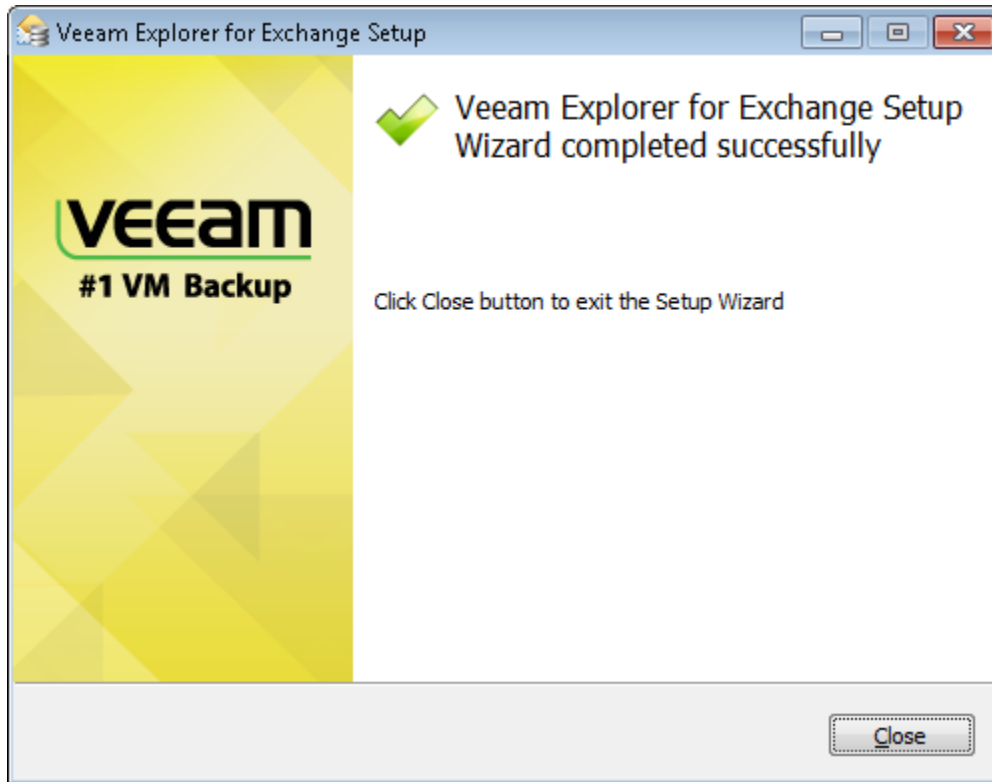 Veeam Explorer for Exchange Setup
Veeam Explorer for Exchange Setup
Wizard completed successfully
veeam
#1 VM Backup
Click Close button to exit the Setup Wizard
Close